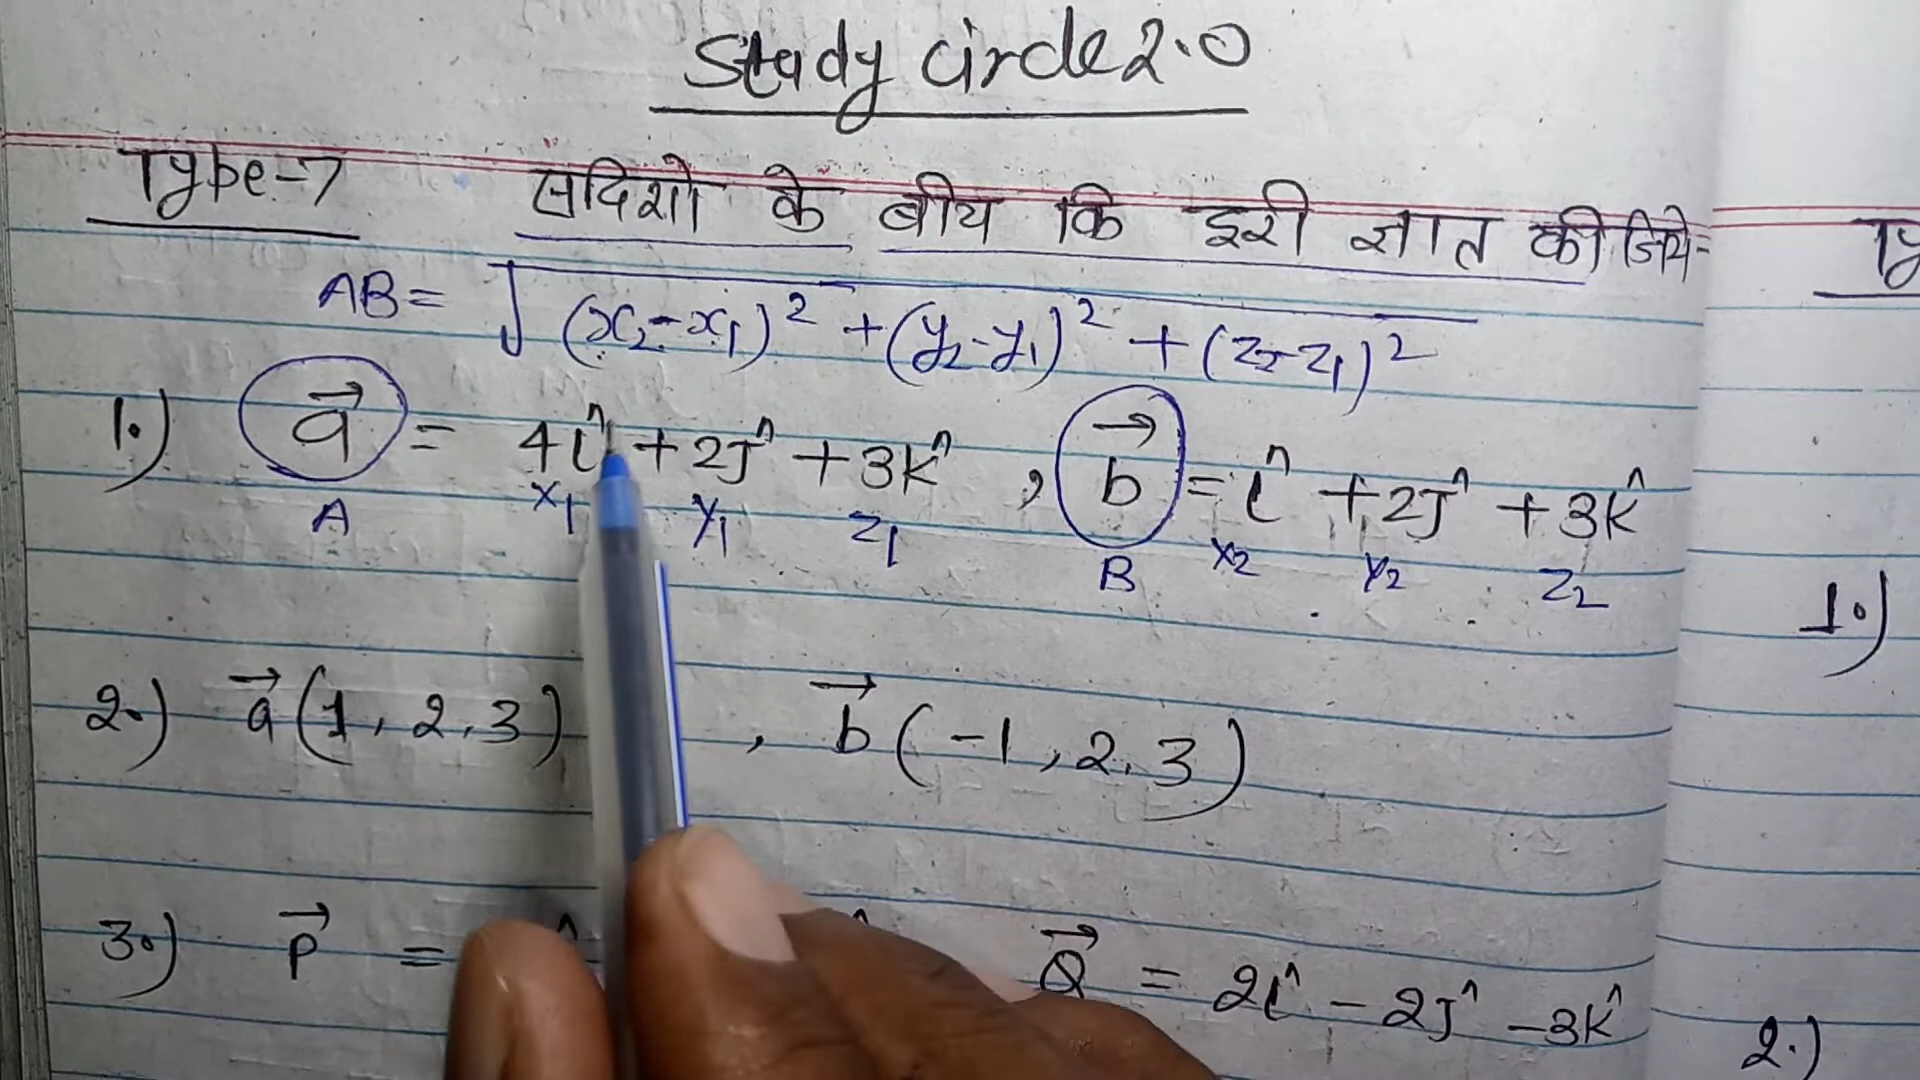 Study Circle 2.0
Type-7 सदिशो के बीच कि दूरी ज्ञात कीजिये-
AB = √(x₂-x₁)² + (y₂-y₁)² + (z₂-z₁)²
1.) a⃗ = 4î + 2ĵ + 3k̂ , b⃗ = î + 2ĵ + 3k̂
A x₁ y₁ z₁ B x₂ y₂ z₂
1.)
2.) a⃗ (1, 2, 3) , b⃗ (-1, 2, 3)
3.) P⃗ = Q⃗ = 2î - 2ĵ - 3k̂
2.)